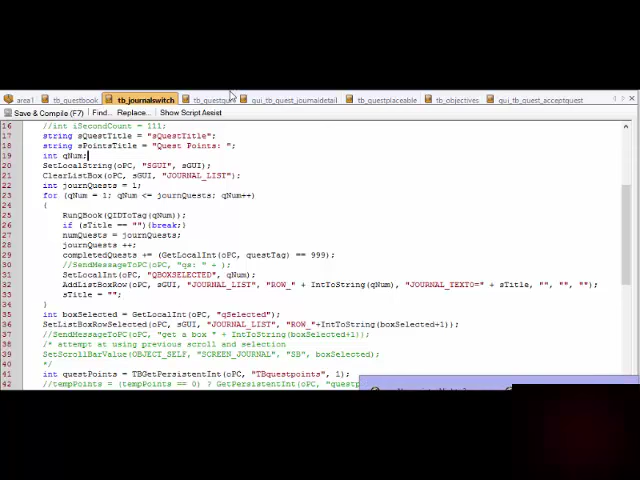 area1 tb_questbook tb_journalswitch tb_questqu gui_tb_quest_journaldetail tb_questplaceable tb_objectives gui_tb_quest_acceptquest
Save & Compile (F7) Find... Replace... Show Script Assist
16 //int iSecondCount = 111;
17 string sQuestTitle = "sQuestTitle";
18 string sPointsTitle = "Quest Points: ";
19 int qNum;
20 SetLocalString(oPC, "SGUI", sGUI);
21 ClearListBox(oPC, sGUI, "JOURNAL_LIST");
22 int journQuests = 1;
23 for (qNum = 1; qNum <= journQuests; qNum++)
24 (
25 RunQBook(QIDToTag(qNum));
26 if (sTitle == "")(break;)
27 numQuests = journQuests;
28 journQuests ++;
29 completedQuests += (GetLocalInt(oPC, questTag) == 999);
30 //SendMessageToPC(oPC, "qs: " + );
31 SetLocalInt(oPC, "QBOXSELECTED", qNum);
32 AddListBoxRow(oPC, sGUI, "JOURNAL_LIST", "ROW_" + IntToString(qNum), "JOURNAL_TEXT0=" + sTitle, "", "", "");
33 sTitle = "";
34 )
35 int boxSelected = GetLocalInt(oPC, "qSelected");
36 SetListBoxRowSelected(oPC, sGUI, "JOURNAL_LIST", "ROW_"+IntToString(boxSelected+1));
37 //SendMessageToPC(oPC, "get a box " + IntToString(boxSelected+1));
38 /* attempt at using previous scroll and selection
39 SetScrollBarValue(OBJECT_SELF, "SCREEN_JOURNAL", "SB", boxSelected);
40 */
41 int questPoints = TBGetPersistentInt(oPC, "TBquestpoints", 1);
42 //tempPoints = (tempPoints == 0) ? GetPersistentInt(oPC, "questp